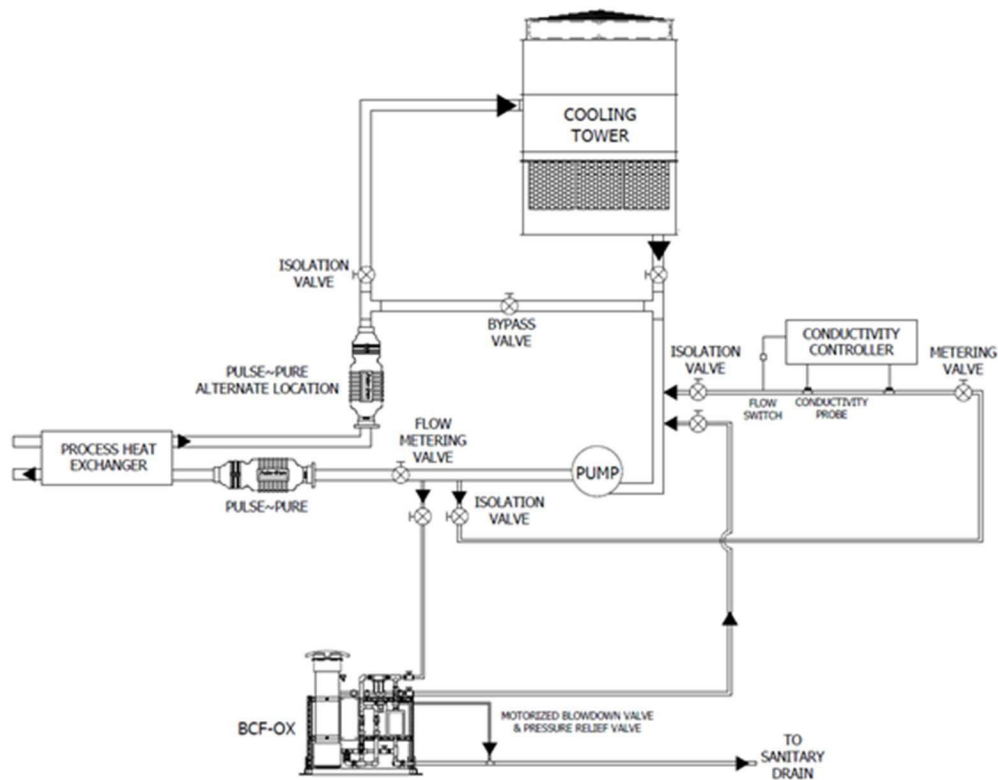 COOLING
TOWER
ISOLATION
VALVE
BYPASS
VALVE
CONDUCTIVITY
CONTROLLER
ISOLATION
VALVE
METERING
VALVE
FLOW
SWITCH
CONDUCTIVITY
PROBE
PULSE~PURE
ALTERNATE LOCATION
FLOW
METERING
VALVE
PROCESS HEAT
EXCHANGER
PUMP
PULSE~PURE
ISOLATION
VALVE
BCF-OX
MOTORIZED BLOWDOWN VALVE
& PRESSURE RELIEF VALVE
TO
SANITARY
DRAIN